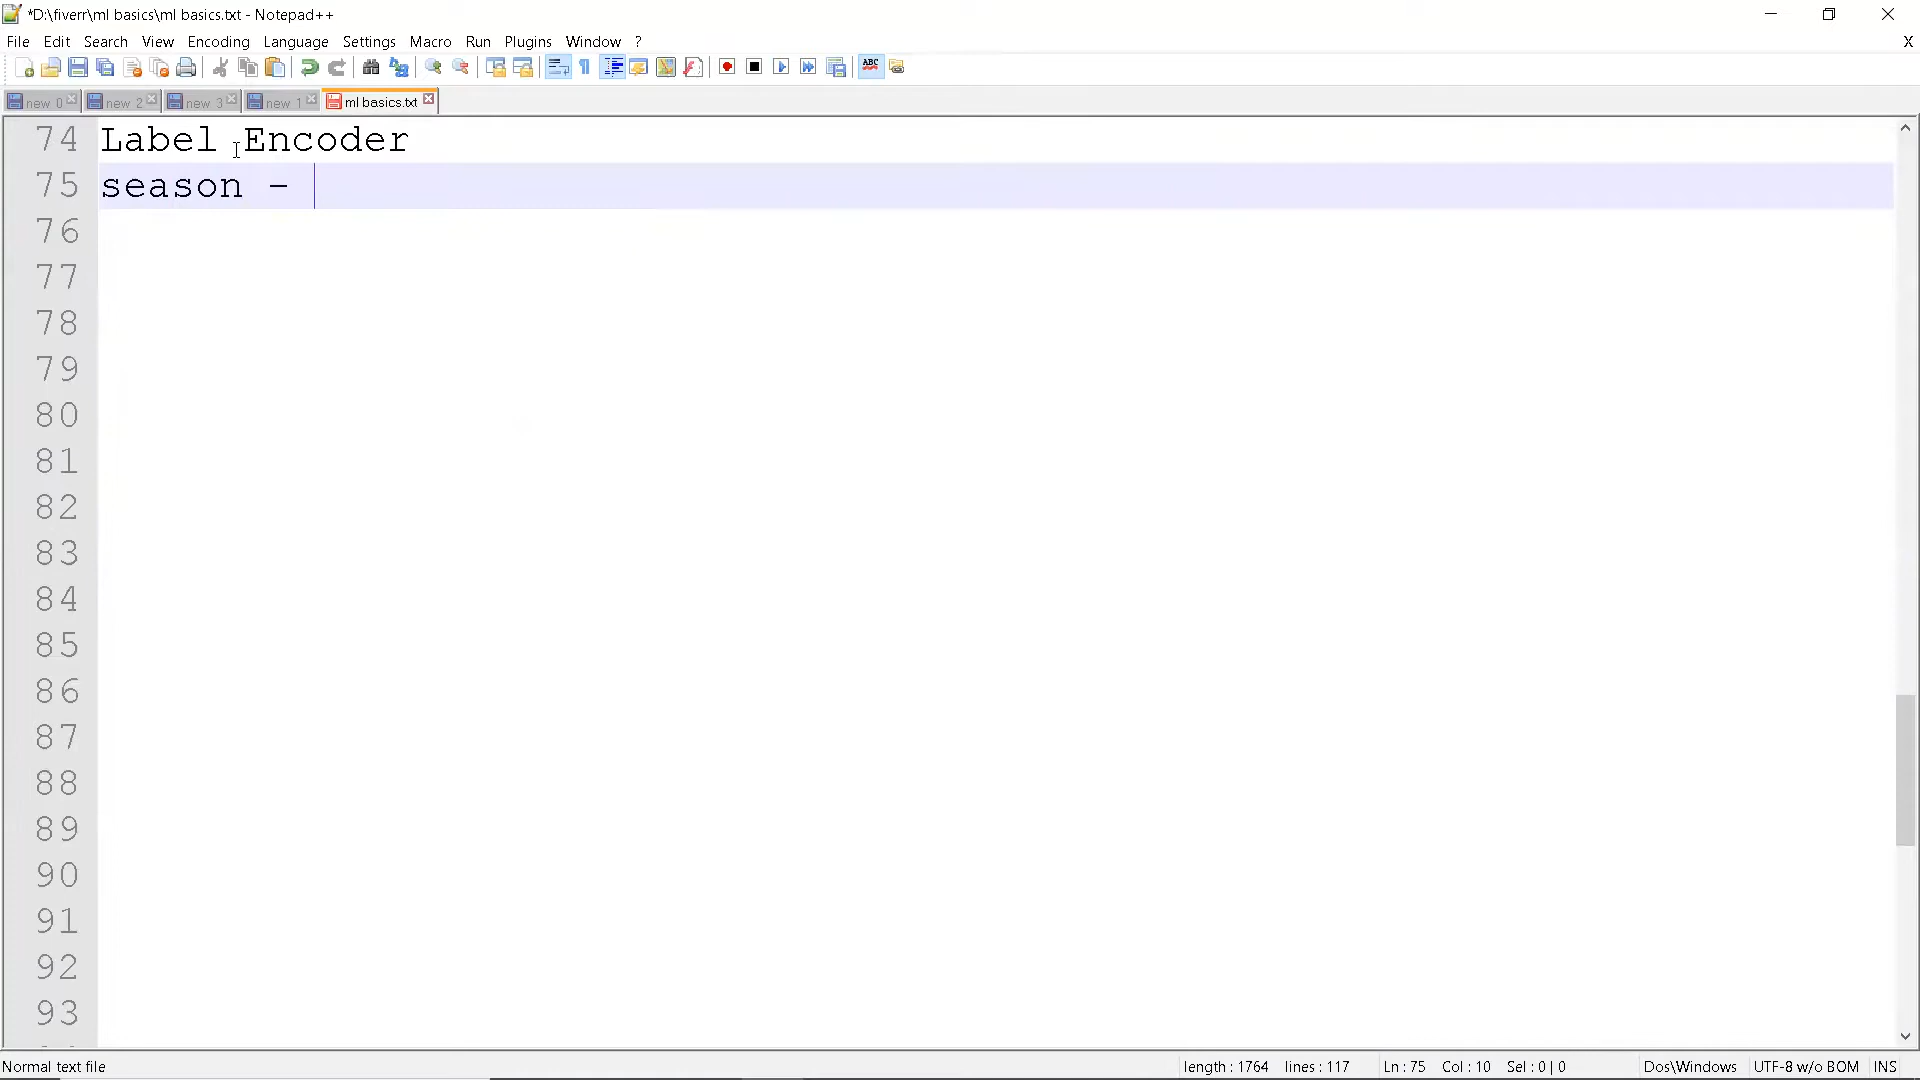 *D:\fiverr\ml basics\ml basics.txt - Notepad++
File Edit Search View Encoding Language Settings Macro Run Plugins Window ? X
ABC
new 0 new 2 new 3 new 1 ml basics.txt
74 Label Encoder
75 season -
76
77
78
79
80
81
82
83
84
85
86
87
88
89
90
91
92
93
Normal text file length : 1764 lines : 117 Ln : 75 Col : 10 Sel : 0 | 0 Dos\Windows UTF-8 w/o BOM INS